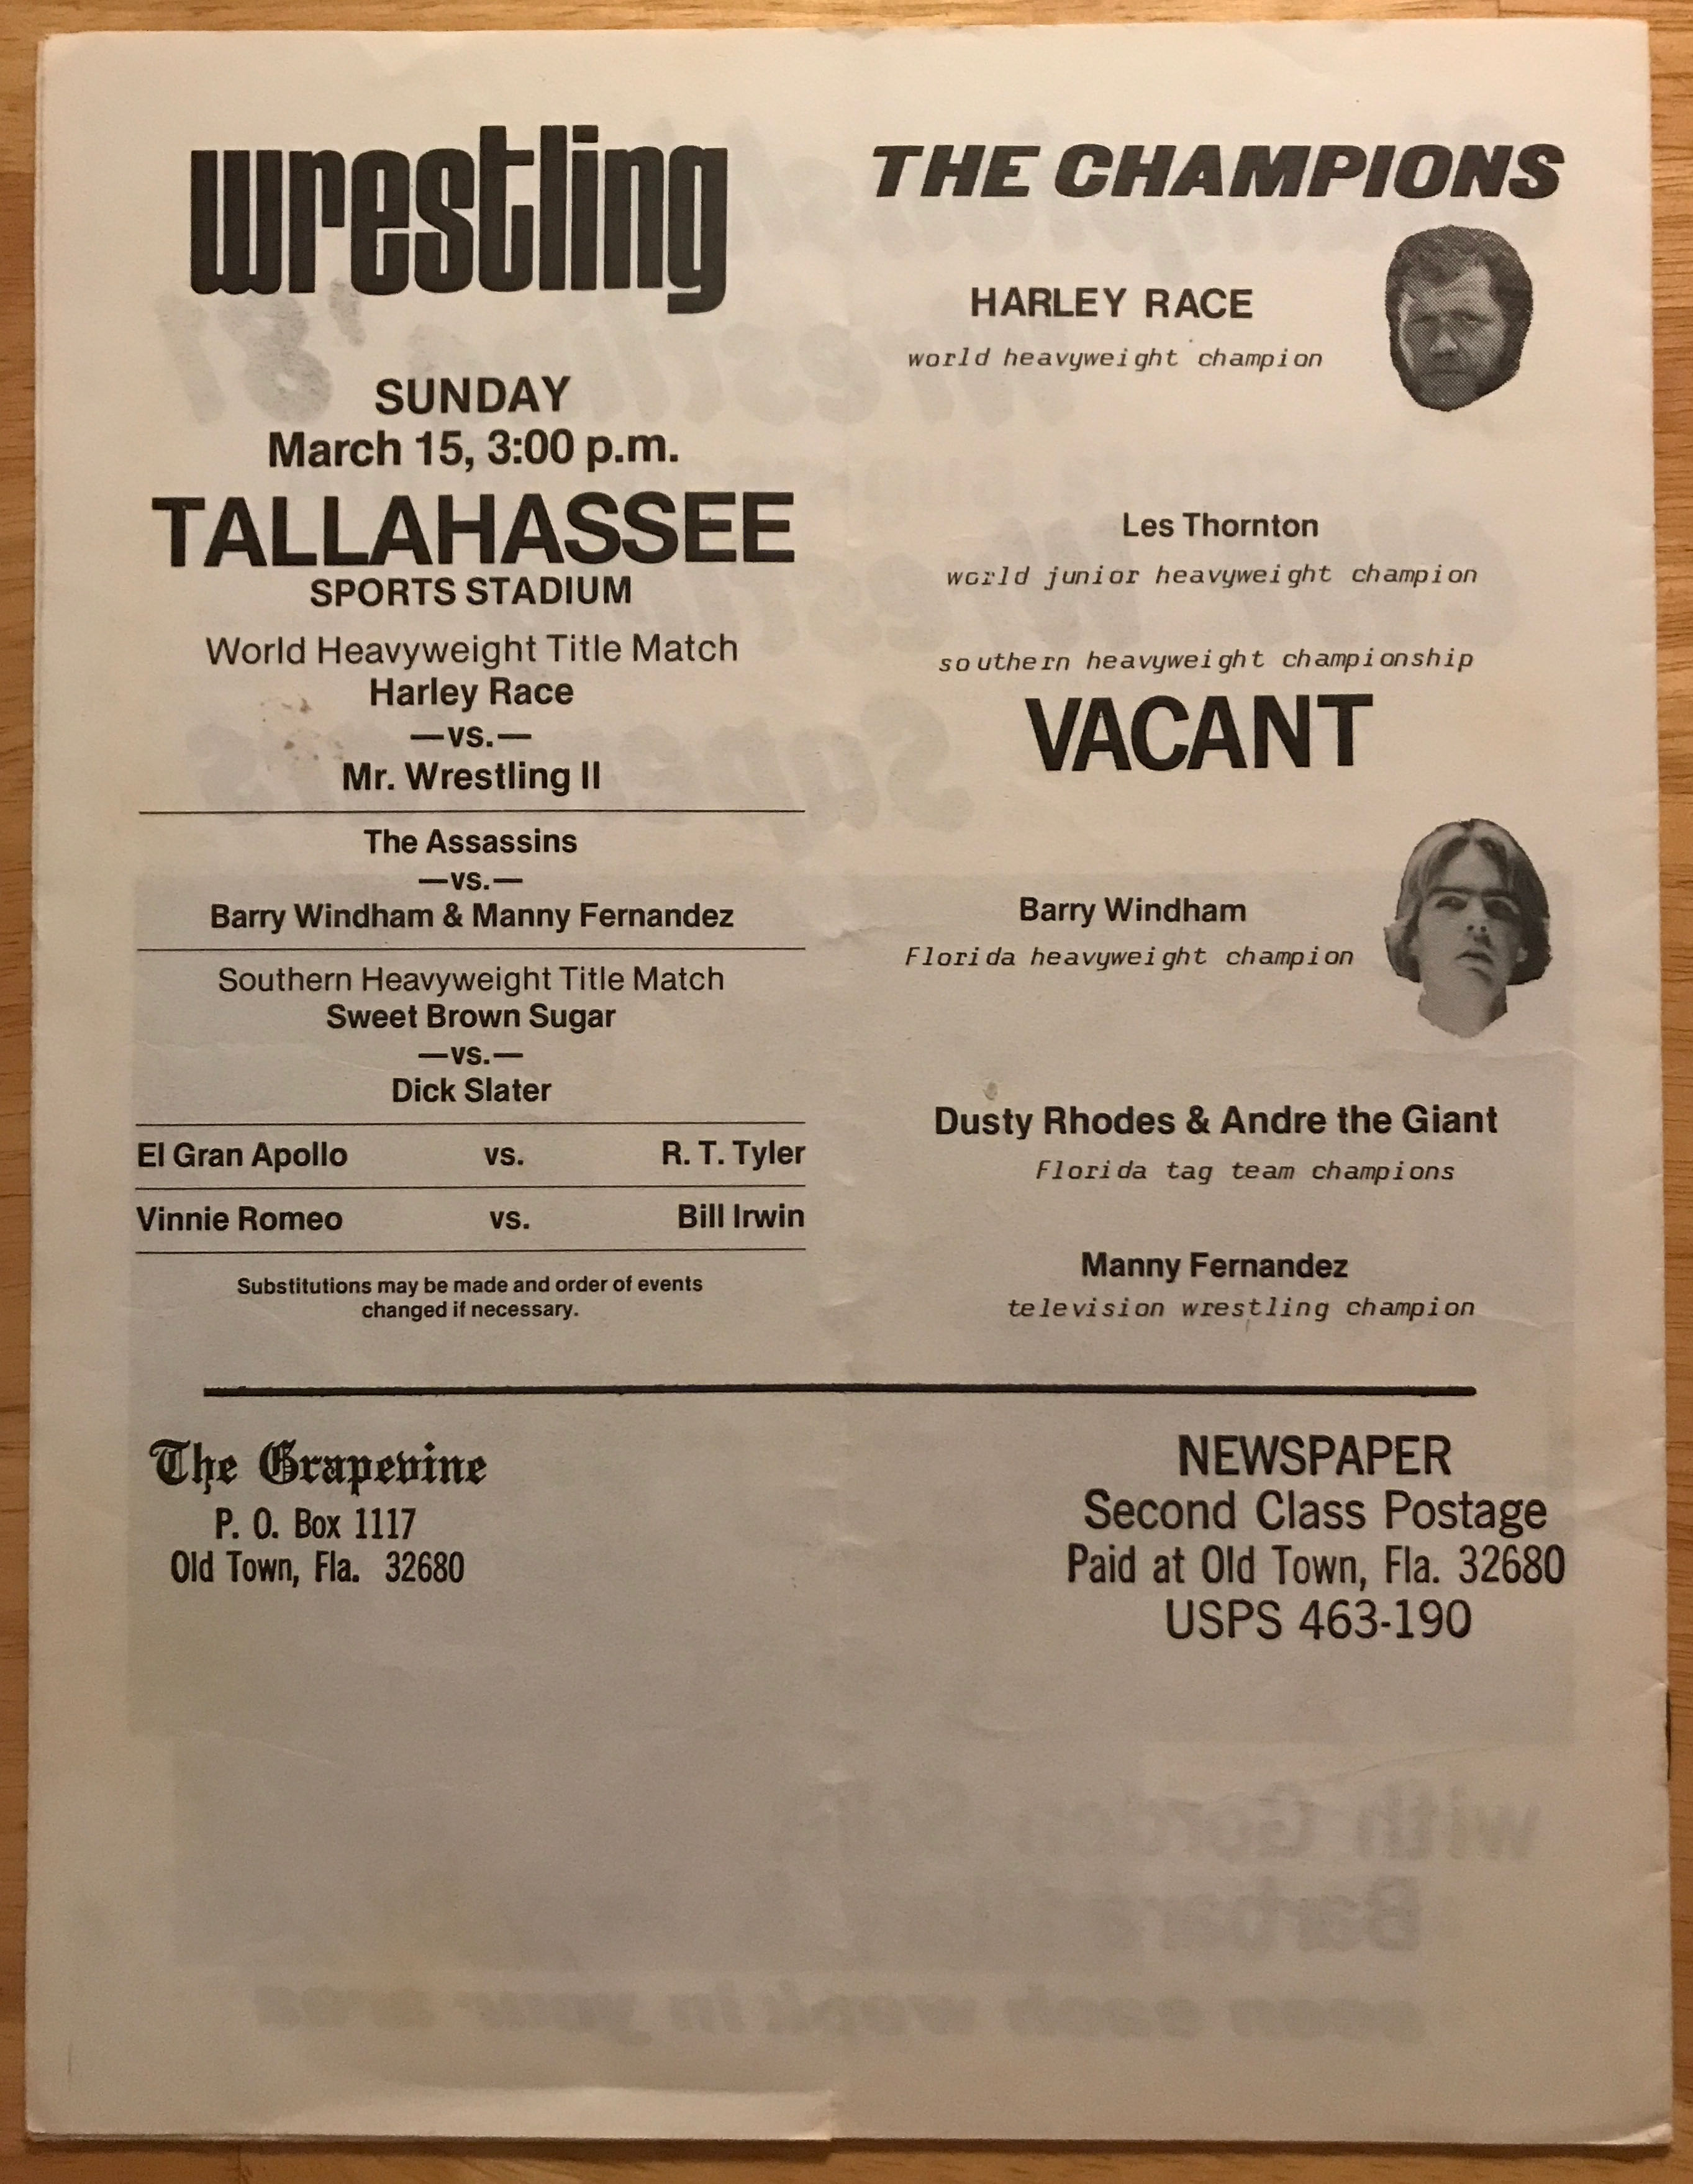 wrestling
SUNDAY
March 15, 3:00 p.m.
TALLAHASSEE
SPORTS STADIUM
World Heavyweight Title Match
Harley Race
—vs.—
Mr. Wrestling II
The Assassins
—vs.—
Barry Windham & Manny Fernandez
Southern Heavyweight Title Match
Sweet Brown Sugar
—vs.—
Dick Slater
El Gran Apollo vs. R. T. Tyler
Vinnie Romeo vs. Bill Irwin
Substitutions may be made and order of events
changed if necessary.
THE CHAMPIONS
HARLEY RACE
world heavyweight champion
Les Thornton
world junior heavyweight champion
southern heavyweight championship
VACANT
Barry Windham
Florida heavyweight champion
Dusty Rhodes & Andre the Giant
Florida tag team champions
Manny Fernandez
television wrestling champion
The Grapevine
P. O. Box 1117
Old Town, Fla. 32680
NEWSPAPER
Second Class Postage
Paid at Old Town, Fla. 32680
USPS 463-190